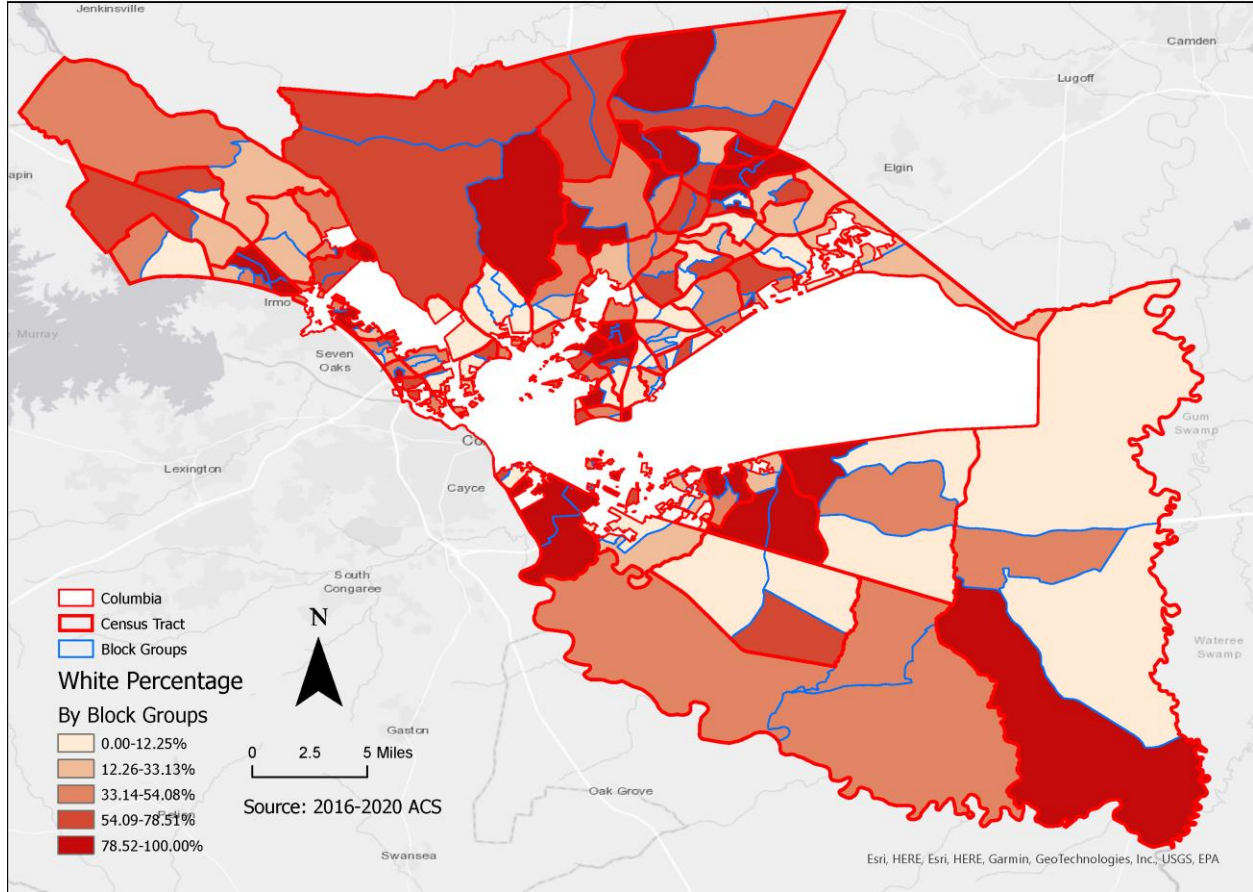 Jenkinsville
Camden
Lugoff
apin
Elgin
Irmo
Murray
Seven
Oaks
Gum
Swamp
Co
Lexington
Cayce
South
Congaree
Columbia
Census Tract
Block Groups
N
Wateree
Swamp
White Percentage
By Block Groups
0.00-12.25%
12.26-33.13%
33.14-54.08%
54.09-78.51%
78.52-100.00%
Gaston
0 2.5 5 Miles
Source: 2016-2020 ACS
Oak Grove
Pelion
Swansea
Esri, HERE, Esri, HERE, Garmin, GeoTechnologies, Inc., USGS, EPA